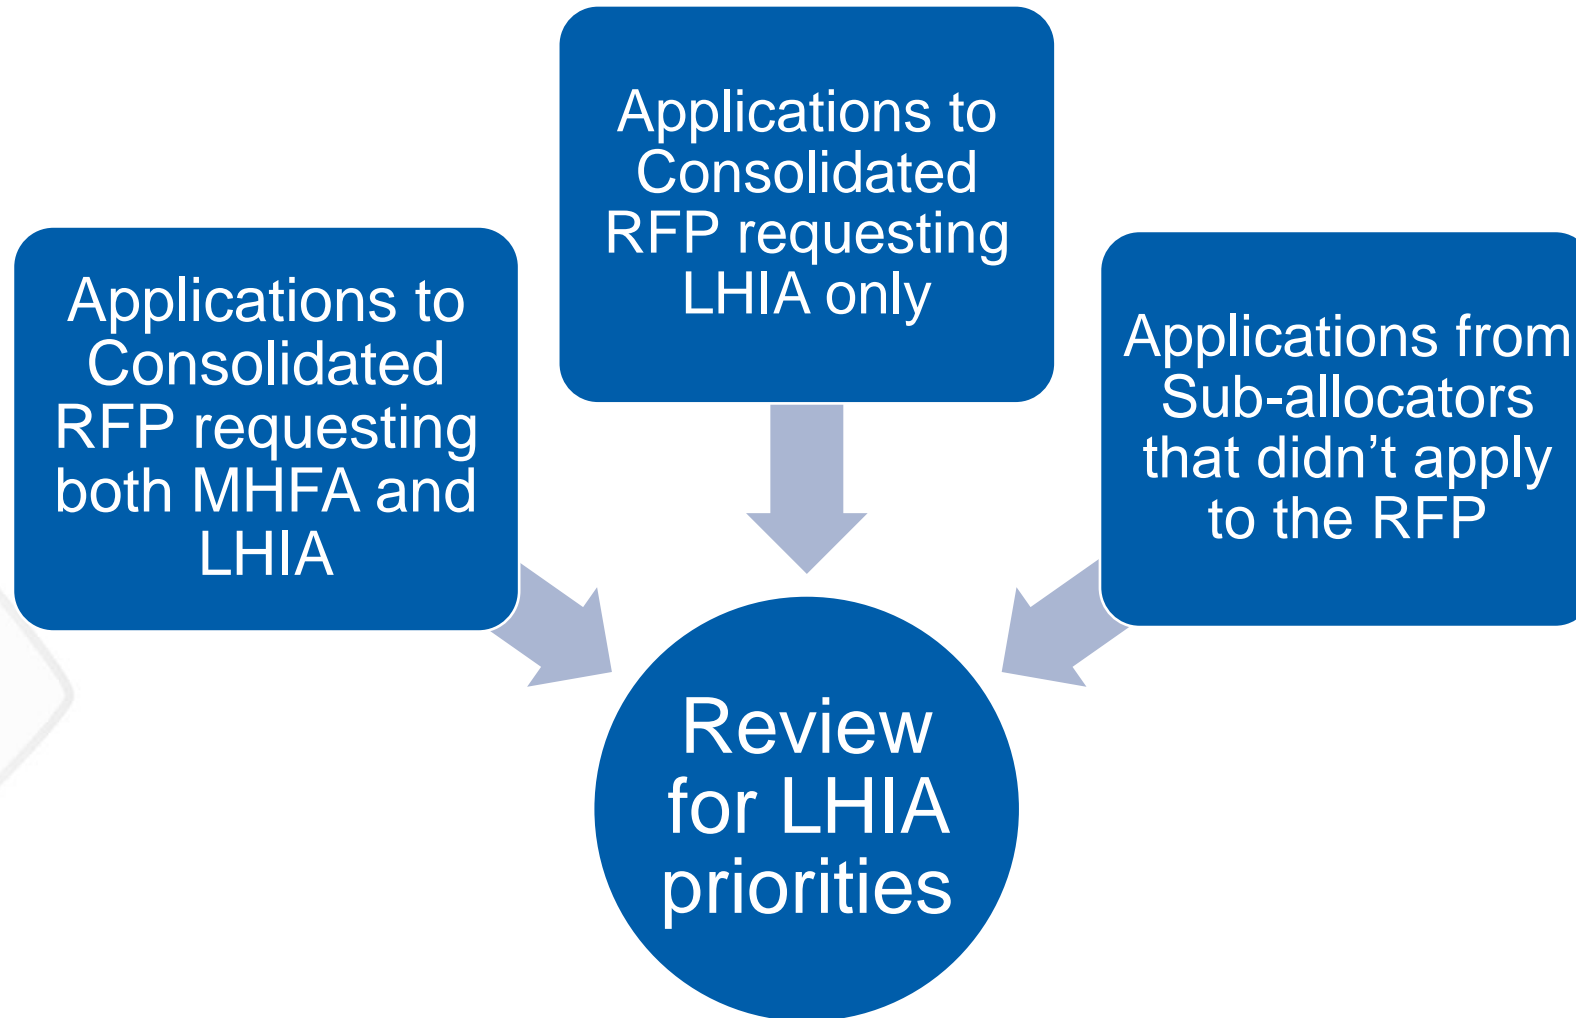 Applications to
Consolidated
RFP requesting
both MHFA and
LHIA
Applications to
Consolidated
RFP requesting
LHIA only
Applications from
Sub-allocators
that didn’t apply
to the RFP
Review
for LHIA
priorities